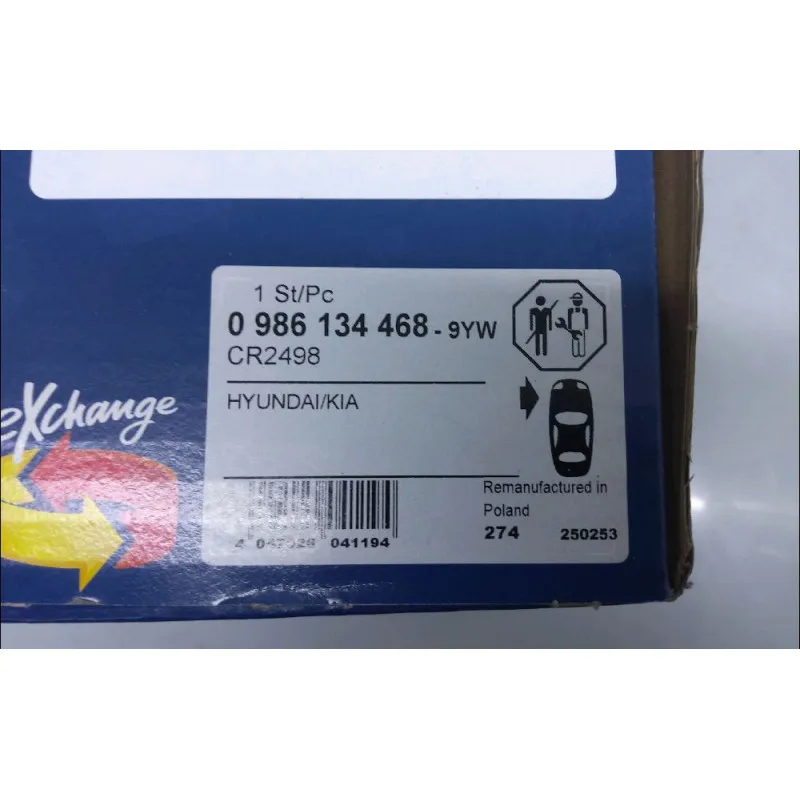 1 St/Pc
0 986 134 468 - 9YW
CR2498
HYUNDAI/KIA
eXchange
Remanufactured in
Poland
274 250253
041194